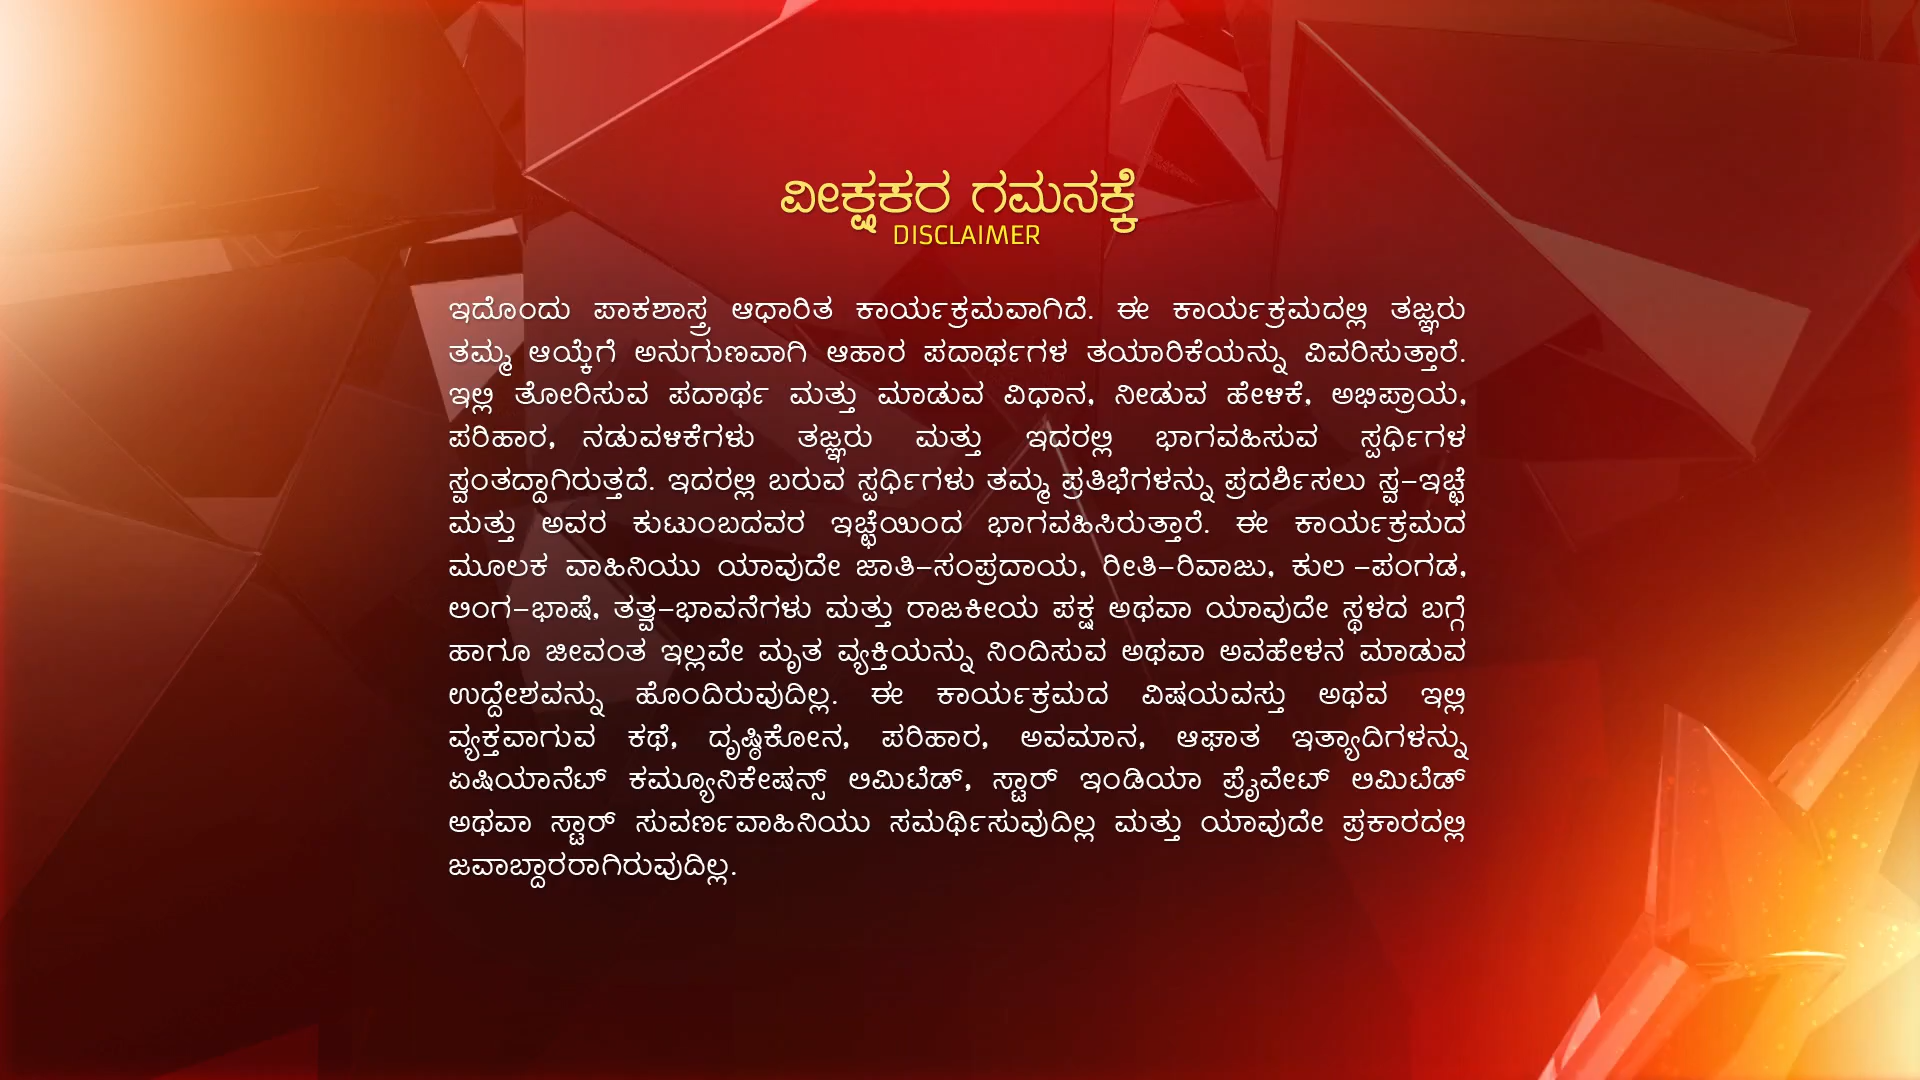 ವೀಕ್ಷಕರ ಗಮನಕ್ಕೆ
DISCLAIMER
ಇದೊಂದು ಪಾಕಶಾಸ್ತ್ರ ಆಧಾರಿತ ಕಾರ್ಯಕ್ರಮವಾಗಿದೆ. ಈ ಕಾರ್ಯಕ್ರಮದಲ್ಲಿ ತಜ್ಞರು
ತಮ್ಮ ಆಯ್ಕೆಗೆ ಅನುಗುಣವಾಗಿ ಆಹಾರ ಪದಾರ್ಥಗಳ ತಯಾರಿಕೆಯನ್ನು ವಿವರಿಸುತ್ತಾರೆ.
ಇಲ್ಲಿ ತೋರಿಸುವ ಪದಾರ್ಥ ಮತ್ತು ಮಾಡುವ ವಿಧಾನ, ನೀಡುವ ಹೇಳಿಕೆ, ಅಭಿಪ್ರಾಯ,
ಪರಿಹಾರ, ನಡುವಳಿಕೆಗಳು ತಜ್ಞರು ಮತ್ತು ಇದರಲ್ಲಿ ಭಾಗವಹಿಸುವ ಸ್ಪರ್ಧಿಗಳ
ಸ್ವಂತದ್ದಾಗಿರುತ್ತದೆ. ಇದರಲ್ಲಿ ಬರುವ ಸ್ಪರ್ಧಿಗಳು ತಮ್ಮ ಪ್ರತಿಭೆಗಳನ್ನು ಪ್ರದರ್ಶಿಸಲು ಸ್ವ-ಇಚ್ಛೆ
ಮತ್ತು ಅವರ ಕುಟುಂಬದವರ ಇಚ್ಛೆಯಿಂದ ಭಾಗವಹಿಸಿರುತ್ತಾರೆ. ಈ ಕಾರ್ಯಕ್ರಮದ
ಮೂಲಕ ವಾಹಿನಿಯು ಯಾವುದೇ ಜಾತಿ-ಸಂಪ್ರದಾಯ, ರೀತಿ-ರಿವಾಜು, ಕುಲ -ಪಂಗಡ,
ಲಿಂಗ-ಭಾಷೆ, ತತ್ವ-ಭಾವನೆಗಳು ಮತ್ತು ರಾಜಕೀಯ ಪಕ್ಷ ಅಥವಾ ಯಾವುದೇ ಸ್ಥಳದ ಬಗ್ಗೆ
ಹಾಗೂ ಜೀವಂತ ಇಲ್ಲವೇ ಮೃತ ವ್ಯಕ್ತಿಯನ್ನು ನಿಂದಿಸುವ ಅಥವಾ ಅವಹೇಳನ ಮಾಡುವ
ಉದ್ದೇಶವನ್ನು ಹೊಂದಿರುವುದಿಲ್ಲ. ಈ ಕಾರ್ಯಕ್ರಮದ ವಿಷಯವಸ್ತು ಅಥವ ಇಲ್ಲಿ
ವ್ಯಕ್ತವಾಗುವ ಕಥೆ, ದೃಷ್ಠಿಕೋನ, ಪರಿಹಾರ, ಅವಮಾನ, ಆಘಾತ ಇತ್ಯಾದಿಗಳನ್ನು
ಏಷಿಯಾನೆಟ್ ಕಮ್ಯೂನಿಕೇಷನ್ಸ್ ಲಿಮಿಟೆಡ್, ಸ್ಟಾರ್ ಇಂಡಿಯಾ ಪ್ರೈವೇಟ್ ಲಿಮಿಟೆಡ್
ಅಥವಾ ಸ್ಟಾರ್ ಸುವರ್ಣವಾಹಿನಿಯು ಸಮರ್ಥಿಸುವುದಿಲ್ಲ ಮತ್ತು ಯಾವುದೇ ಪ್ರಕಾರದಲ್ಲಿ
ಜವಾಬ್ದಾರರಾಗಿರುವುದಿಲ್ಲ.